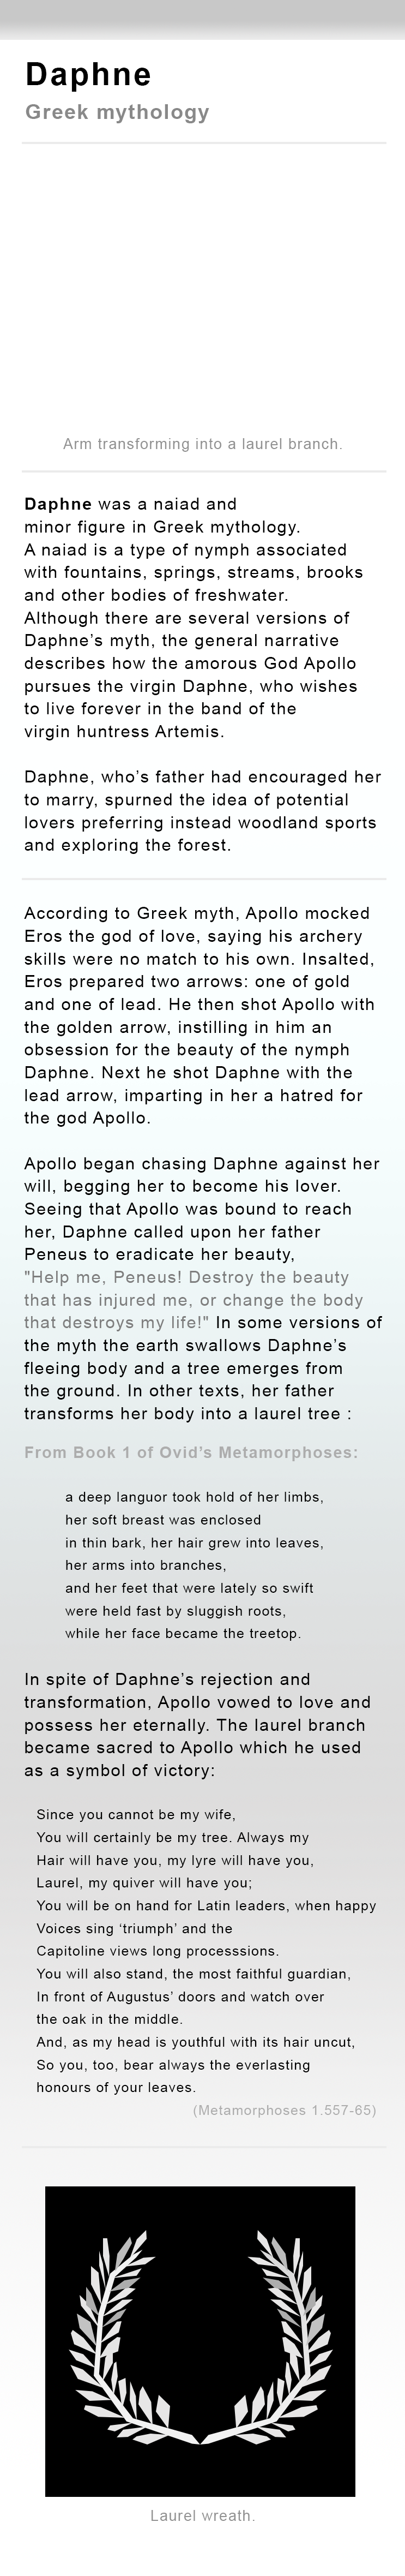 Daphne
Greek mythology
Arm transforming into a laurel branch.
Daphne was a naiad and
minor figure in Greek mythology.
A naiad is a type of nymph associated
with fountains, springs, streams, brooks
and other bodies of freshwater.
Although there are several versions of
Daphne's myth, the general narrative
describes how the amorous God Apollo
pursues the virgin Daphne, who wishes
to live forever in the band of the
virgin huntress Artemis.
Daphne, who's father had encouraged her
to marry, spurned the idea of potential
lovers preferring instead woodland sports
and exploring the forest.
According to Greek myth, Apollo mocked
Eros the god of love, saying his archery
skills were no match to his own. Insalted,
Eros prepared two arrows: one of gold
and one of lead. He then shot Apollo with
the golden arrow, instilling in him an
obsession for the beauty of the nymph
Daphne. Next he shot Daphne with the
lead arrow, imparting in her a hatred for
the god Apollo.
Apollo began chasing Daphne against her
will, begging her to become his lover.
Seeing that Apollo was bound to reach
her, Daphne called upon her father
Peneus to eradicate her beauty,
"Help me, Peneus! Destroy the beauty
that has injured me, or change the body
that destroys my life!" In some versions of
the myth the earth swallows Daphne's
fleeing body and a tree emerges from
the ground. In other texts, her father
transforms her body into a laurel tree :
From Book 1 of Ovid's Metamorphoses:
a deep languor took hold of her limbs,
her soft breast was enclosed
in thin bark, her hair grew into leaves,
her arms into branches,
and her feet that were lately so swift
were held fast by sluggish roots,
while her face became the treetop.
In spite of Daphne's rejection and
transformation, Apollo vowed to love and
possess her eternally. The laurel branch
became sacred to Apollo which he used
as a symbol of victory:
Since you cannot be my wife,
You will certainly be my tree. Always my
Hair will have you, my lyre will have you,
Laurel, my quiver will have you;
You will be on hand for Latin leaders, when happy
Voices sing 'triumph' and the
Capitoline views long processsions.
You will also stand, the most faithful guardian,
In front of Augustus' doors and watch over
the oak in the middle.
And, as my head is youthful with its hair uncut,
So you, too, bear always the everlasting
honours of your leaves.
(Metamorphoses 1.557-65)
Laurel wreath.